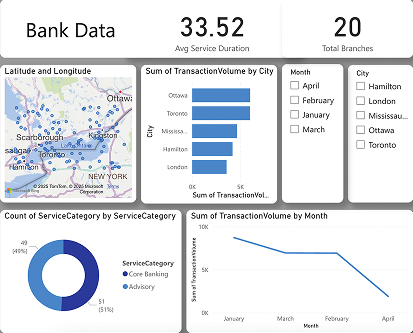 Bank Data
33.52
Avg Service Duration
20
Total Branches
Latitude and Longitude
Ottawa
Scarborough
Kingston
Toronto
Hamilton
NEW YORK
© 2025 TomTom, © 2025 Microsoft
Corporation
Sum of TransactionVolume by City
City
Ottawa
Toronto
Mississa...
Hamilton
London
0K
5K
Sum of TransactionVol...
Month
April
February
January
March
City
Hamilton
London
Mississau...
Ottawa
Toronto
Count of ServiceCategory by ServiceCategory
49
(49%)
51
(51%)
ServiceCategory
Core Banking
Advisory
Sum of TransactionVolume by Month
Sum of TransactionVolume
10K
5K
0K
January
March
February
April
Month